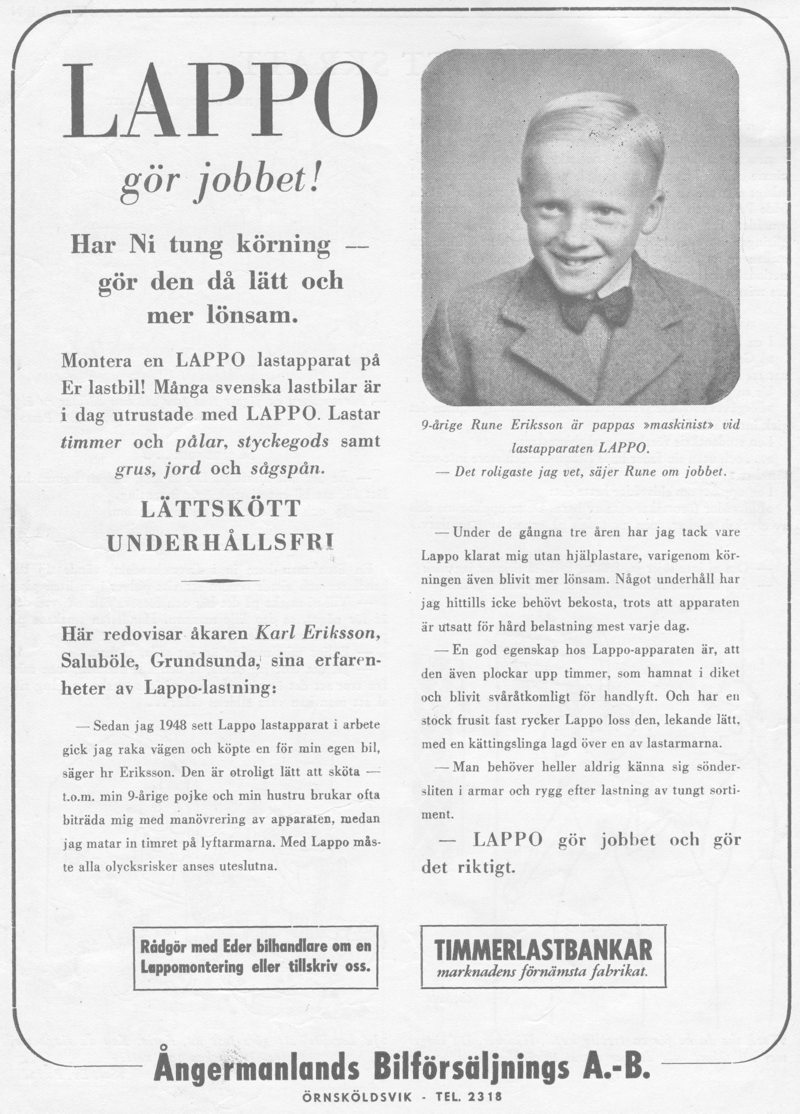 LAPPO
gör jobbet!
Har Ni tung körning —
gör den då lätt och
mer lönsam.
Montera en LAPPO lastapparat på
Er lastbil! Många svenska lastbilar är
i dag utrustade med LAPPO. Lastar
timmer och pålar, styckegods samt
grus, jord och sågspån.
LÄTTSKÖTT
UNDERHÅLLSFRI
Här redovisar åkaren Karl Eriksson,
Saluböle, Grundsunda, sina erfaren-
heter av Lappo-lastning:
— Sedan jag 1948 sett Lappo lastapparat i arbete
gick jag raka vägen och köpte en för min egen bil,
säger hr Eriksson. Den är otroligt lätt att sköta —
t.o.m. min 9-årige pojke och min hustru brukar ofta
biträda mig med manövrering av apparaten, medan
jag matar in timret på lyftarmarna. Med Lappo mås-
te alla olycksrisker anses uteslutna.
9-årige Rune Eriksson är pappas »maskinist» vid
lastapparaten LAPPO.
— Det roligaste jag vet, säjer Rune om jobbet.
— Under de gångna tre åren har jag tack vare
Lappo klarat mig utan hjälplastare, varigenom kör-
ningen även blivit mer lönsam. Något underhåll har
jag hittills icke behövt bekosta, trots att apparaten
är utsatt för hård belastning mest varje dag.
— En god egenskap hos Lappo-apparaten är, att
den även plockar upp timmer, som hamnat i diket
och blivit svåråtkomligt för handlyft. Och har en
stock frusit fast rycker Lappo loss den, lekande lätt,
med en kättingslinga lagd över en av lastarmarna.
— Man behöver heller aldrig känna sig sönder-
sliten i armar och rygg efter lastning av tungt sorti-
ment.
— LAPPO gör jobbet och gör
det riktigt.
Rådgör med Eder bilhandlare om en
Lappomontering eller tillskriv oss.
TIMMERLASTBANKAR
marknadens förnämsta fabrikat.
Ångermanlands Bilförsäljnings A.-B.
ÖRNSKÖLDSVIK - TEL. 2318